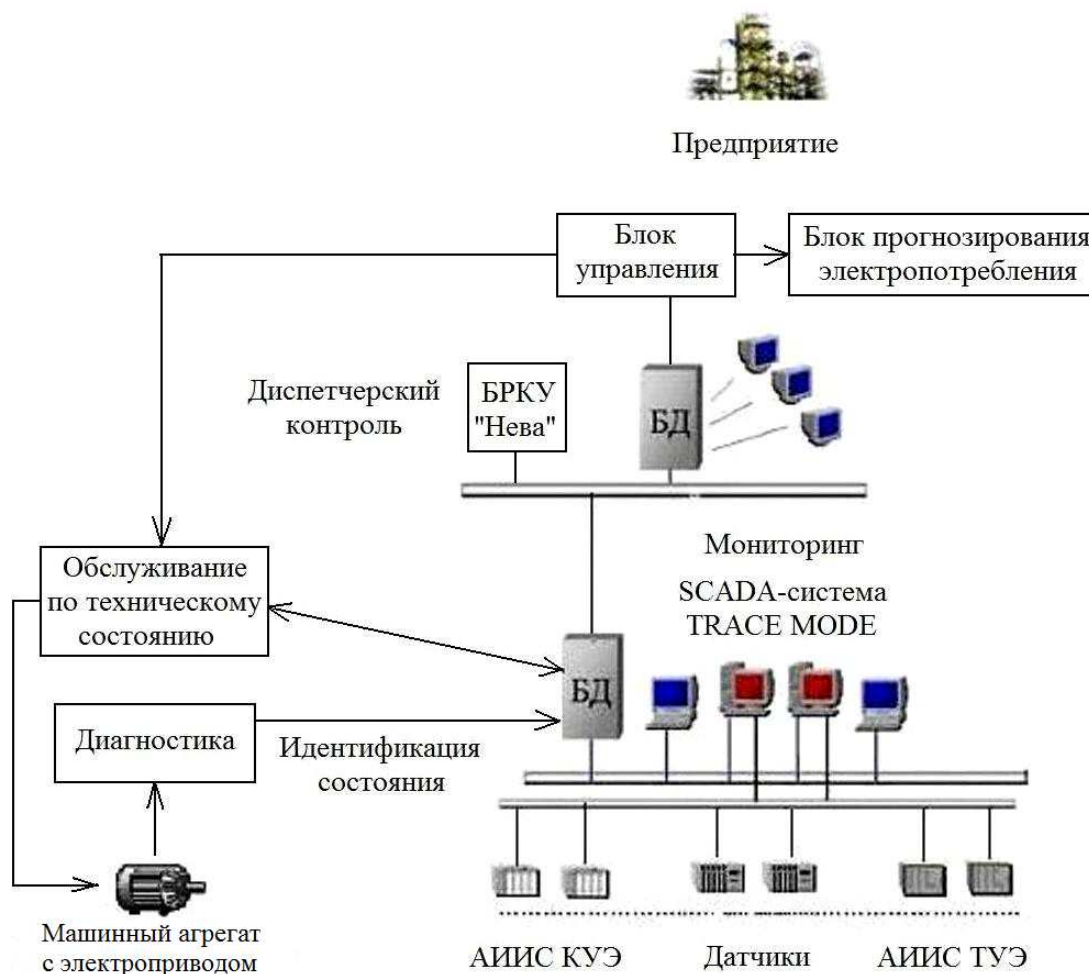 Предприятие
Блок
управления
Блок прогнозирования
электропотребления
Диспетчерский
контроль
БРКУ
"Нева"
БД
Мониторинг
SCADA-система
TRACE MODE
Обслуживание
по техническому
состоянию
БД
Диагностика
Идентификация
состояния
Машинный агрегат
с электроприводом
АИИС КУЭ
Датчики
АИИС ТУЭ